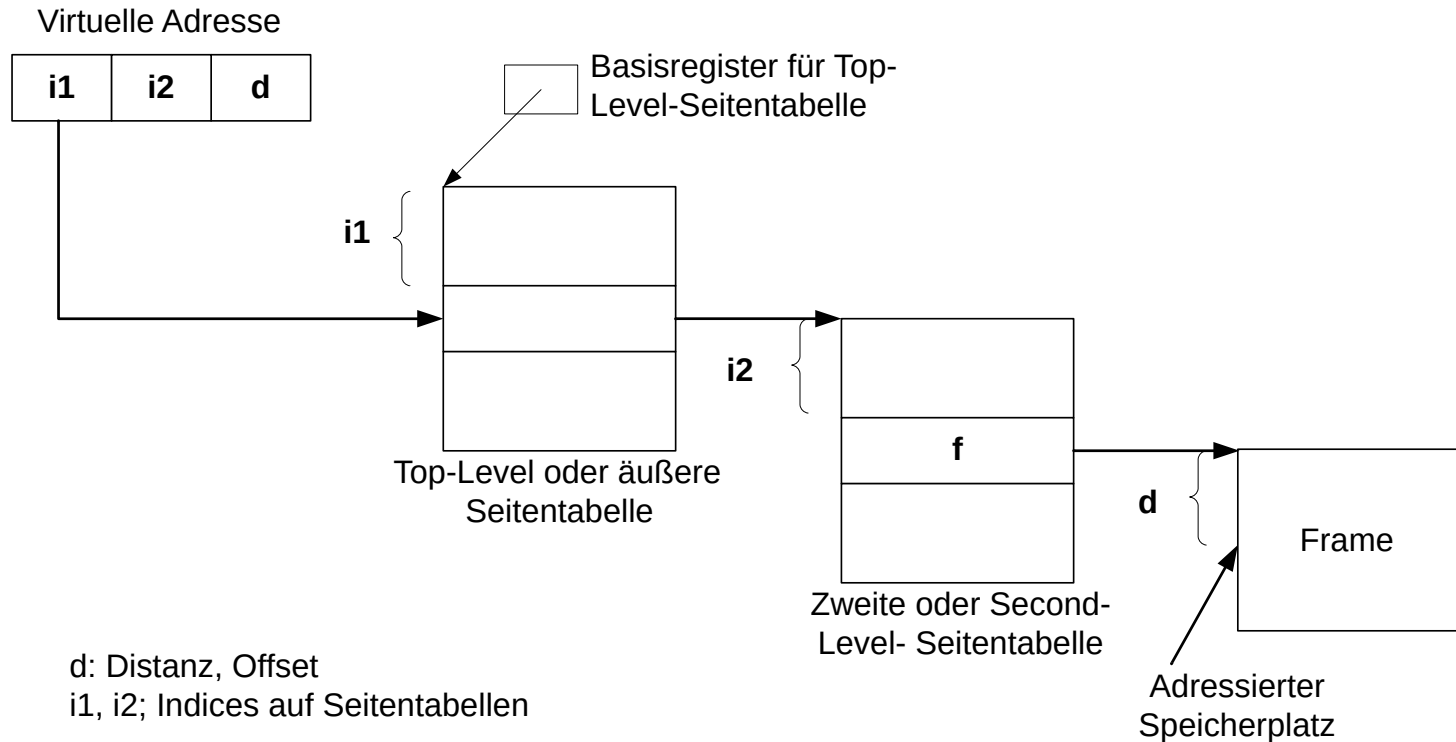 Virtuelle Adresse
i1 i2 d
Basisregister für Top-
Level-Seitentabelle
i1
i2
Top-Level oder äußere
Seitentabelle
f
d
Frame
Zweite oder Second-
Level- Seitentabelle
d: Distanz, Offset
i1, i2; Indices auf Seitentabellen
Adressierter
Speicherplatz